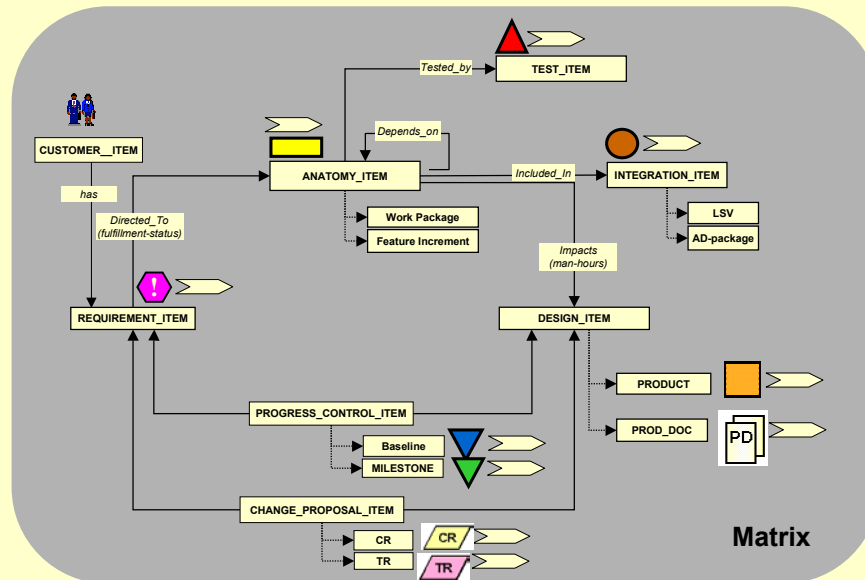 Tested_by
TEST_ITEM
CUSTOMER__ITEM
Depends_on
has
ANATOMY_ITEM
Included_In
INTEGRATION_ITEM
Directed_To
(fulfillment-status)
Work Package
Feature Increment
LSV
AD-package
Impacts
(man-hours)
!
REQUIREMENT_ITEM
DESIGN_ITEM
PRODUCT
PROGRESS_CONTROL_ITEM
PROD_DOC
PD
Baseline
MILESTONE
CHANGE_PROPOSAL_ITEM
CR
CR
TR
TR
Matrix